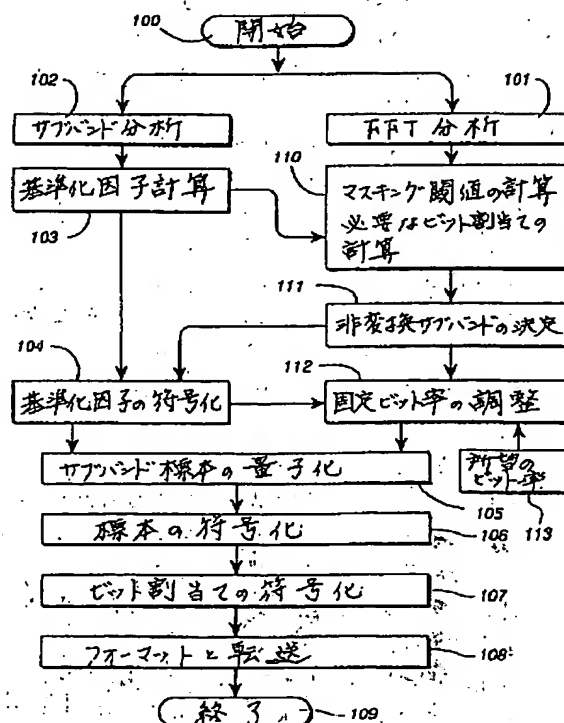 100
開始
102
101
サブバンド分析
FFT分析
110
基準化因子計算
マスキング閾値の計算
必要なビット割当ての
計算
103
111
非変換サブバンドの決定
104
112
基準化因子の符号化
固定ビット率の調整
サブバンド標本の量子化
所望の
ビット率
105
113
標本の符号化
106
ビット割当ての符号化
107
フォーマットと転送
108
終了
109